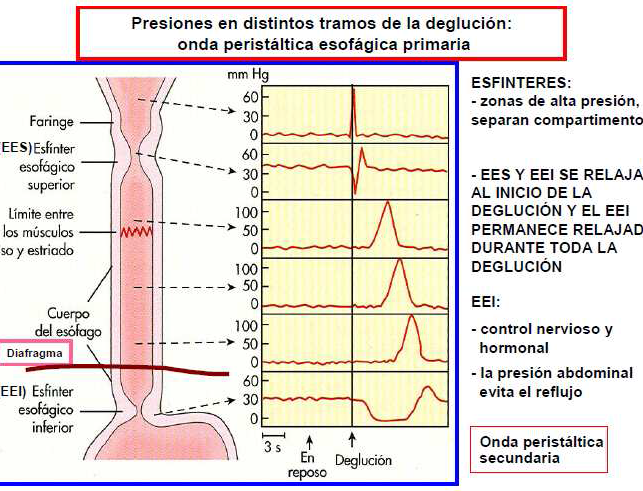 Presiones en distintos tramos de la deglución:
onda peristáltica esofágica primaria
mm Hg
60
30
0
60
30
0
100
50
0
100
50
0
100
50
0
60
30
0
Faringe
(EES) Esfínter
esofágico
superior
Límite entre
los músculos
so y estriado
Cuerpo
del esófago
Diafragma
EEI) Esfínter
esofágico
inferior
3 s
En
reposo
Deglución
ESFINTERES:
- zonas de alta presión,
separan compartimento
- EES Y EEI SE RELAJA
AL INICIO DE LA
DEGLUCIÓN Y EL EEI
PERMANECE RELAJAD
DURANTE TODA LA
DEGLUCIÓN
EEI:
- control nervioso y
hormonal
- la presión abdominal
evita el reflujo
Onda peristáltica
secundaria